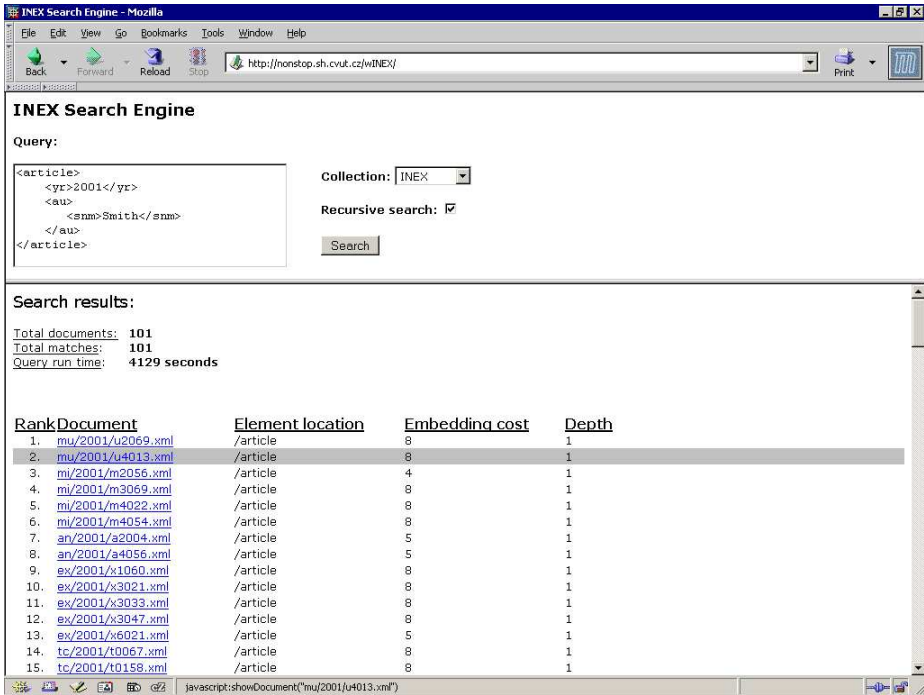 INEX Search Engine - Mozilla
File Edit View Go Bookmarks Tools Window Help
Back Forward Reload Stop http://nonstop.sh.cvut.cz/wINEX/ Print
INEX Search Engine
Query:
<article>
<yr>2001</yr>
<au>
<snm>Smith</snm>
</au>
</article>
Collection: INEX
Recursive search:
Search
Search results:
Total documents: 101
Total matches: 101
Query run time: 4129 seconds
Rank Document Element location Embedding cost Depth
1. mu/2001/u2069.xml /article 8 1
2. mu/2001/u4013.xml /article 8 1
3. mi/2001/m2056.xml /article 4 1
4. mi/2001/m3069.xml /article 8 1
5. mi/2001/m4022.xml /article 8 1
6. mi/2001/m4054.xml /article 8 1
7. an/2001/a2004.xml /article 5 1
8. an/2001/a4056.xml /article 5 1
9. ex/2001/x1060.xml /article 8 1
10. ex/2001/x3021.xml /article 8 1
11. ex/2001/x3033.xml /article 8 1
12. ex/2001/x3047.xml /article 8 1
13. ex/2001/x6021.xml /article 5 1
14. tc/2001/t0067.xml /article 8 1
15. tc/2001/t0158.xml /article 8 1
javascript:showDocument("mu/2001/u4013.xml")